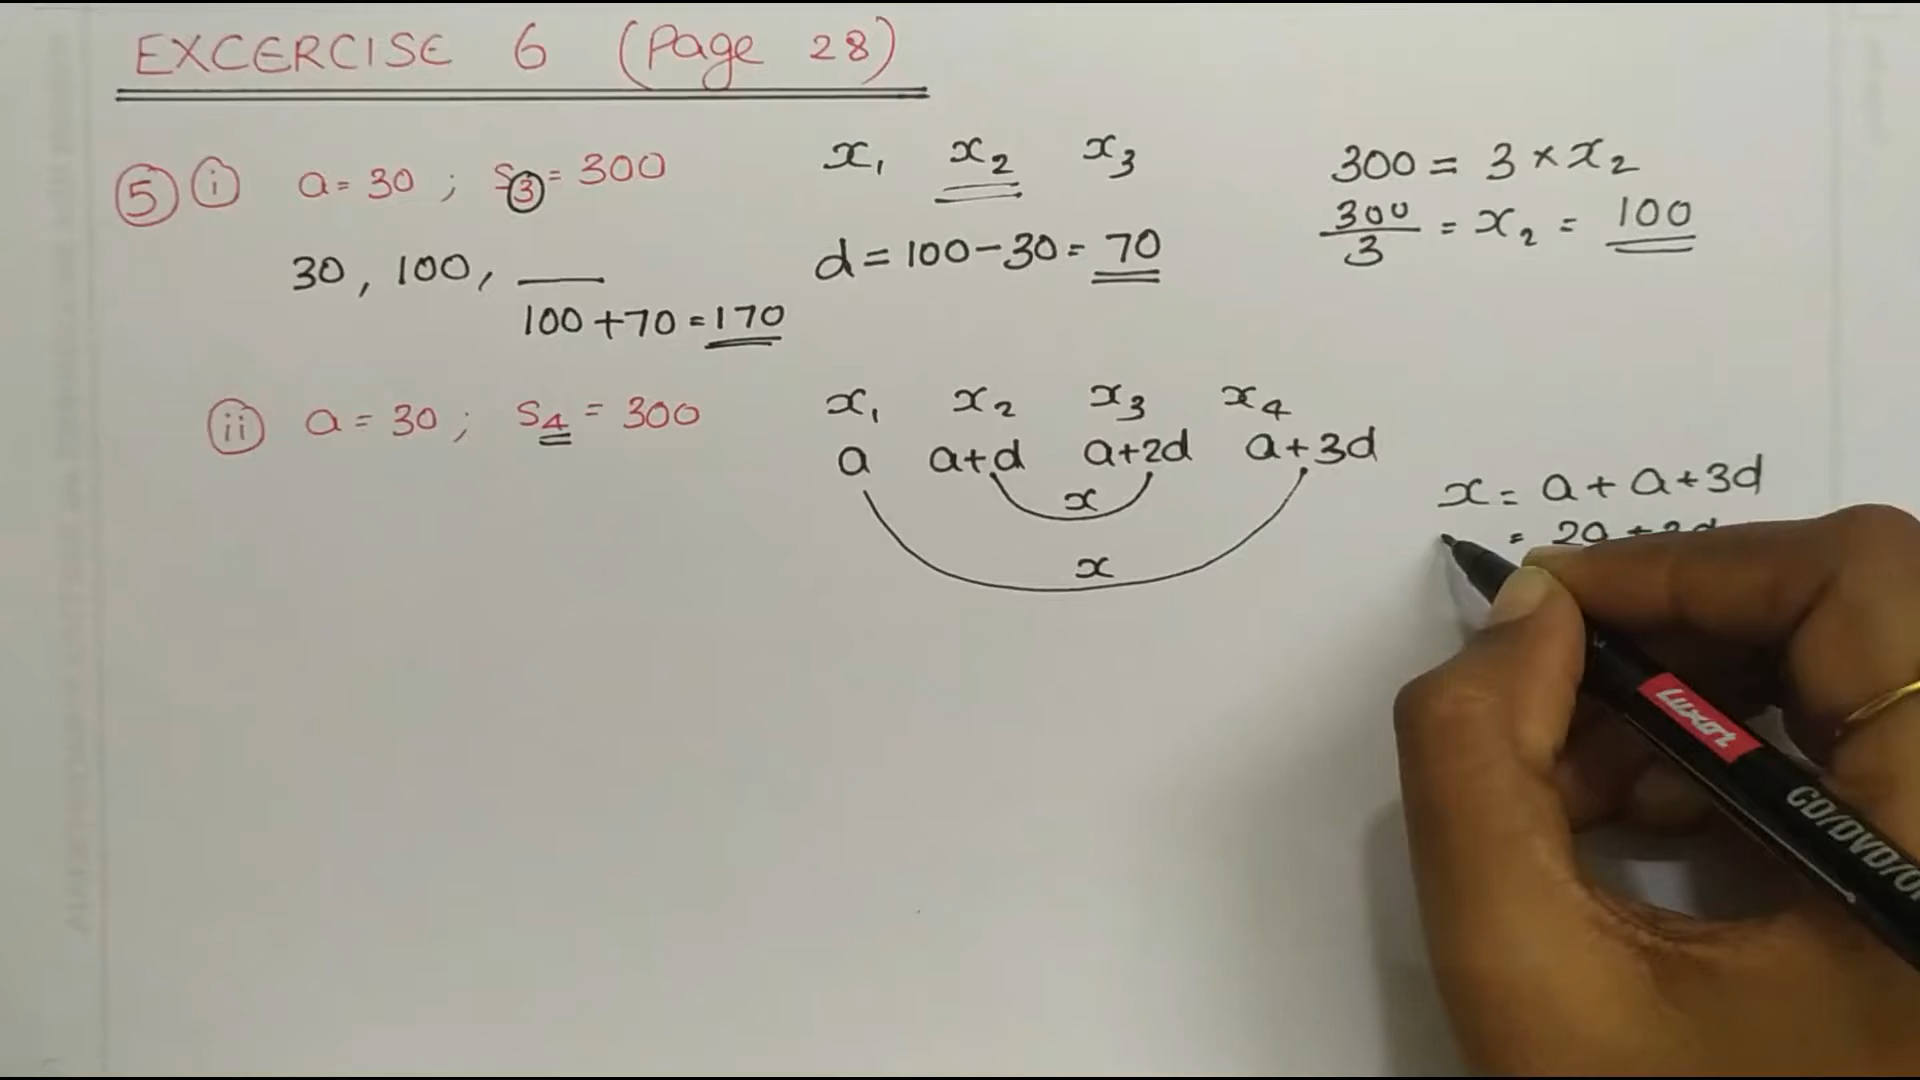 EXCERCISE 6 (Page 28)
5 i a = 30 ; S3 = 300
30 , 100 , ___
100 + 70 = 170
x1 x2 x3
d = 100 - 30 = 70
300 = 3 × x2
300/3 = x2 = 100
ii a = 30 ; S4 = 300
x1 x2 x3 x4
a a+d a+2d a+3d
x
x
x = a + a + 3d
= 2a +
Luxor
CD/DVD/O